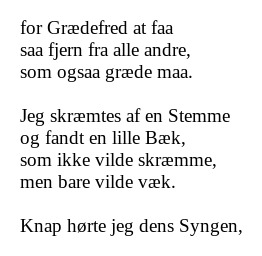 for Grædefred at faa
saa fjern fra alle andre,
som ogsaa græde maa.

Jeg skræmtes af en Stemme
og fandt en lille Bæk,
som ikke vilde skræmme,
men bare vilde væk.

Knap hørte jeg dens Syngen,